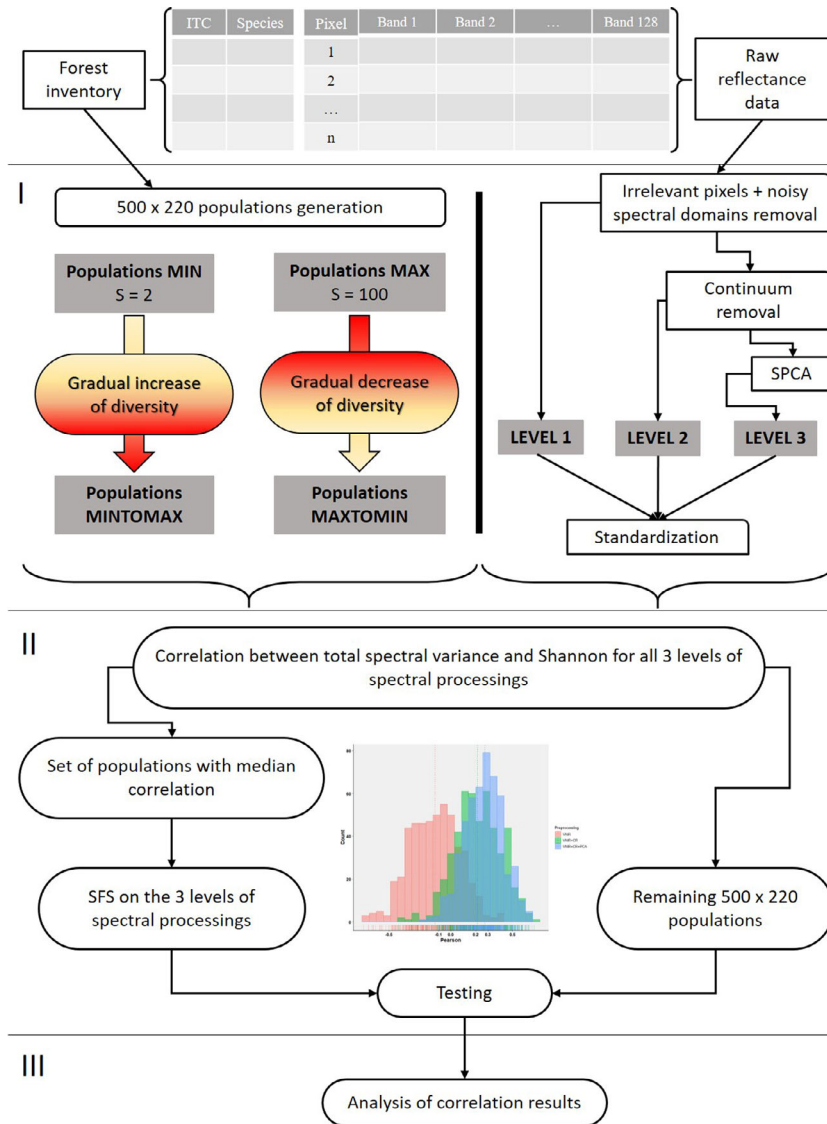 ITC Species Pixel Band 1 Band 2 ... Band 128
1
2
...
n
Forest
inventory
Raw
reflectance
data
I
500 x 220 populations generation
Irrelevant pixels + noisy
spectral domains removal
Populations MIN
S = 2
Populations MAX
S = 100
Continuum
removal
SPCA
Gradual increase
of diversity
Gradual decrease
of diversity
LEVEL 1
LEVEL 2
LEVEL 3
Populations
MINTOMAX
Populations
MAXTOMIN
Standardization
II
Correlation between total spectral variance and Shannon for all 3 levels of
spectral processings
Set of populations with median
correlation
SFS on the 3 levels of
spectral processings
Count
0
Pearson
Preprocessing
Remaining 500 x 220
populations
Testing
III
Analysis of correlation results